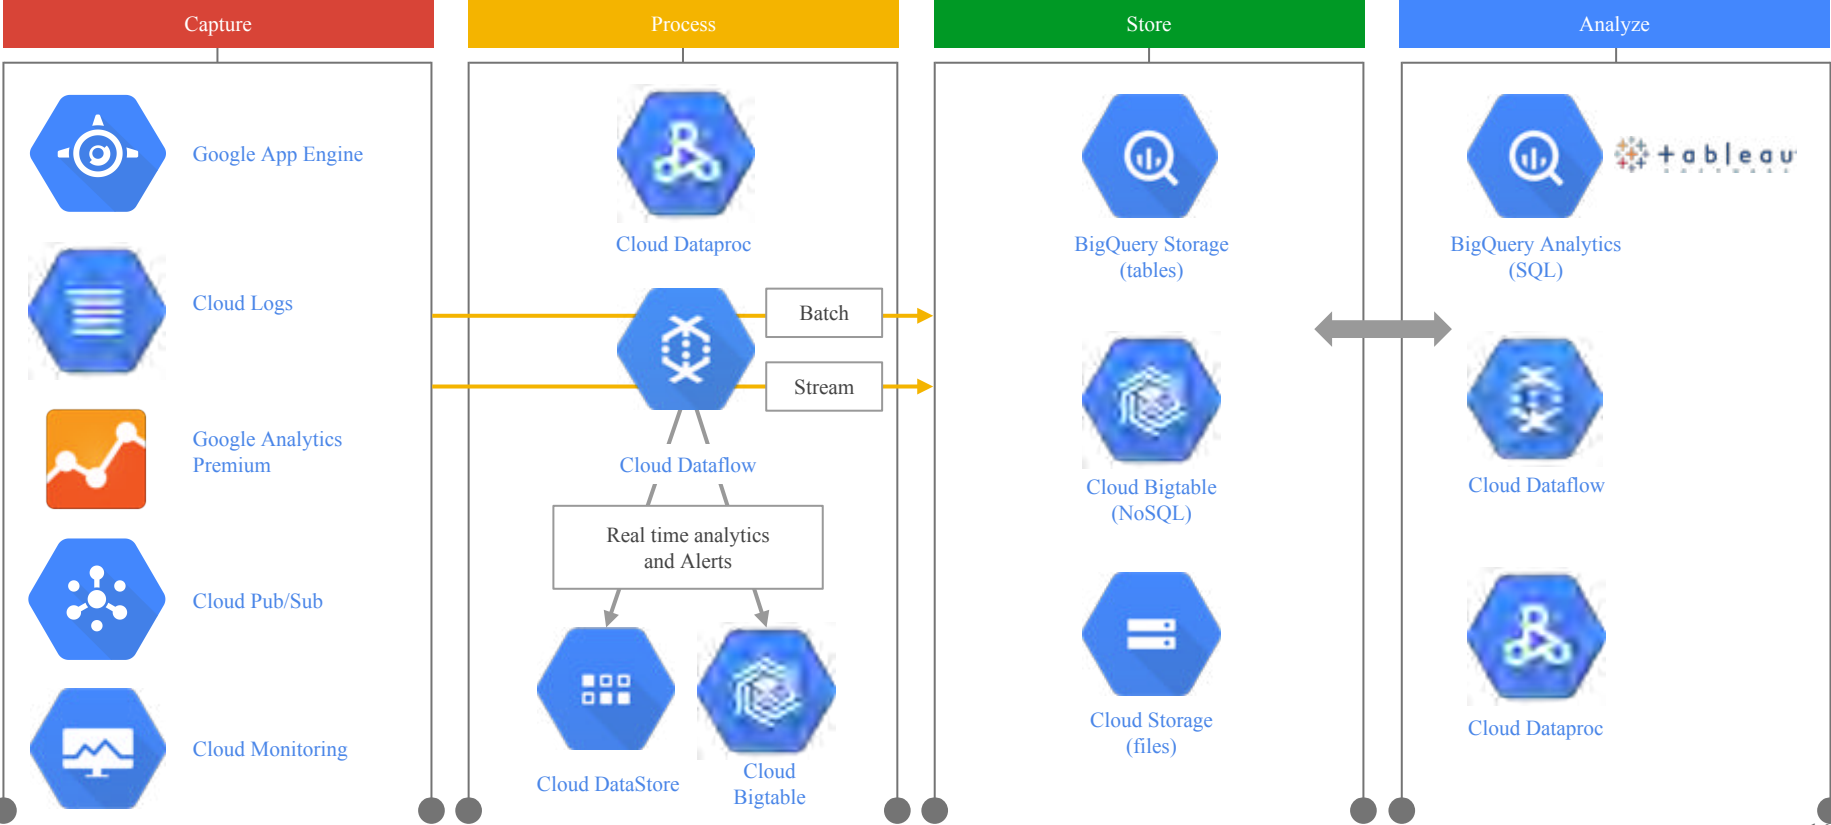 Capture
Process
Store
Analyze
Google App Engine
Cloud Logs
Google Analytics
Premium
Cloud Pub/Sub
Cloud Monitoring
Cloud Dataproc
Batch
Stream
Cloud Dataflow
Real time analytics
and Alerts
Cloud DataStore
Cloud
Bigtable
BigQuery Storage
(tables)
Cloud Bigtable
(NoSQL)
Cloud Storage
(files)
tableau
BigQuery Analytics
(SQL)
Cloud Dataflow
Cloud Dataproc